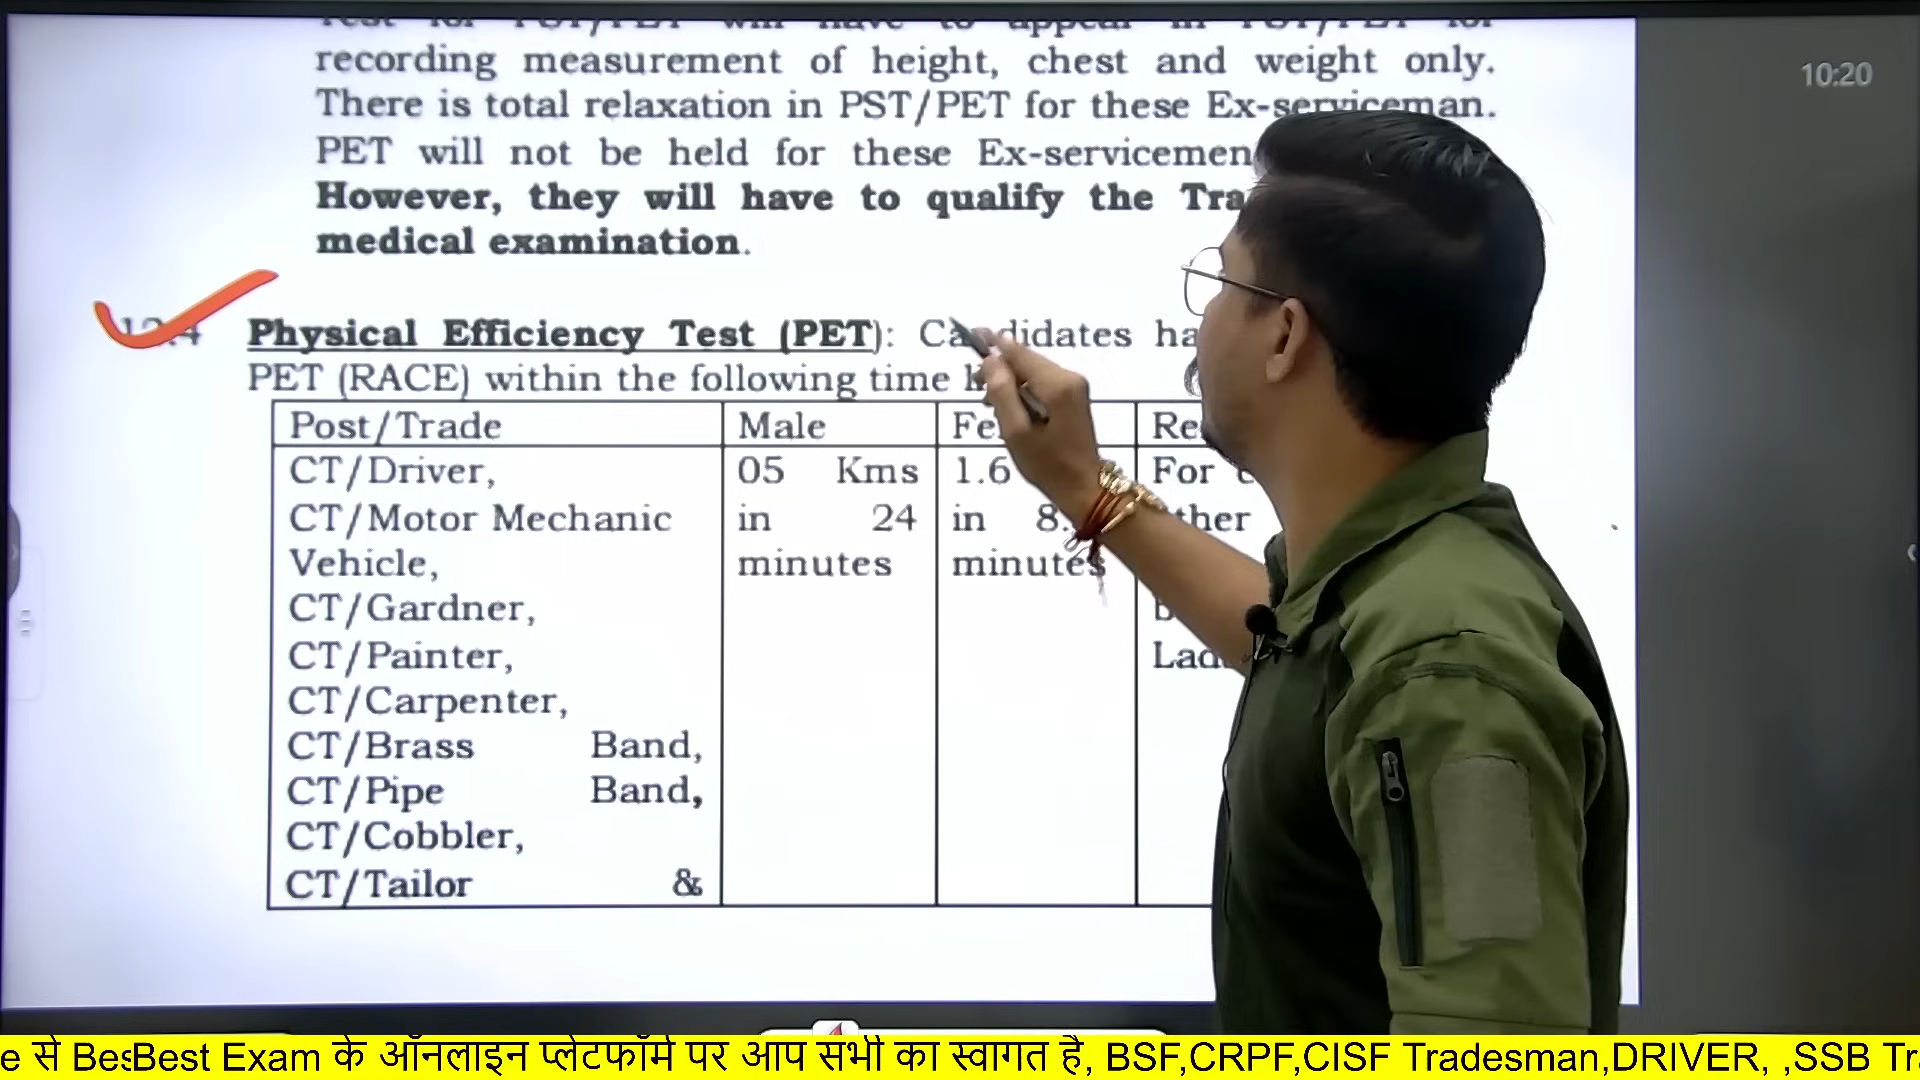 recording measurement of height, chest and weight only.
There is total relaxation in PST/PET for these Ex-serviceman.
PET will not be held for these Ex-servicemen
However, they will have to qualify the
medical examination.
Physical Efficiency Test (PET): Candidates
PET (RACE) within the following time
Post/Trade Male
CT/Driver, 05 Kms 1.6 For
CT/Motor Mechanic in 24 in
Vehicle, minutes minutes
CT/Gardner,
CT/Painter,
CT/Carpenter,
CT/Brass Band,
CT/Pipe Band,
CT/Cobbler,
CT/Tailor &
10:20
से Best Exam के ऑनलाइन प्लेटफॉर्म पर आप सभी का स्वागत है, BSF,CRPF,CISF Tradesman,DRIVER, ,SSB